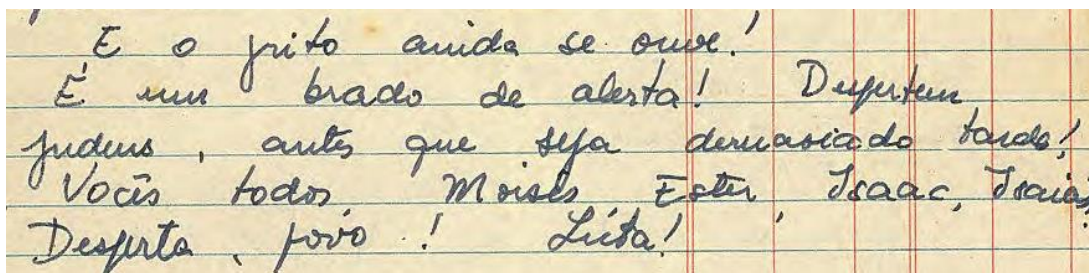 E o grito ainda se ouve!
É um brado de alerta! Despertem,
judeus, antes que seja demasiado tarde!
Vocês todos, Moisés, Ester, Isaac, Isaías,
Desperta, povo! Luta!